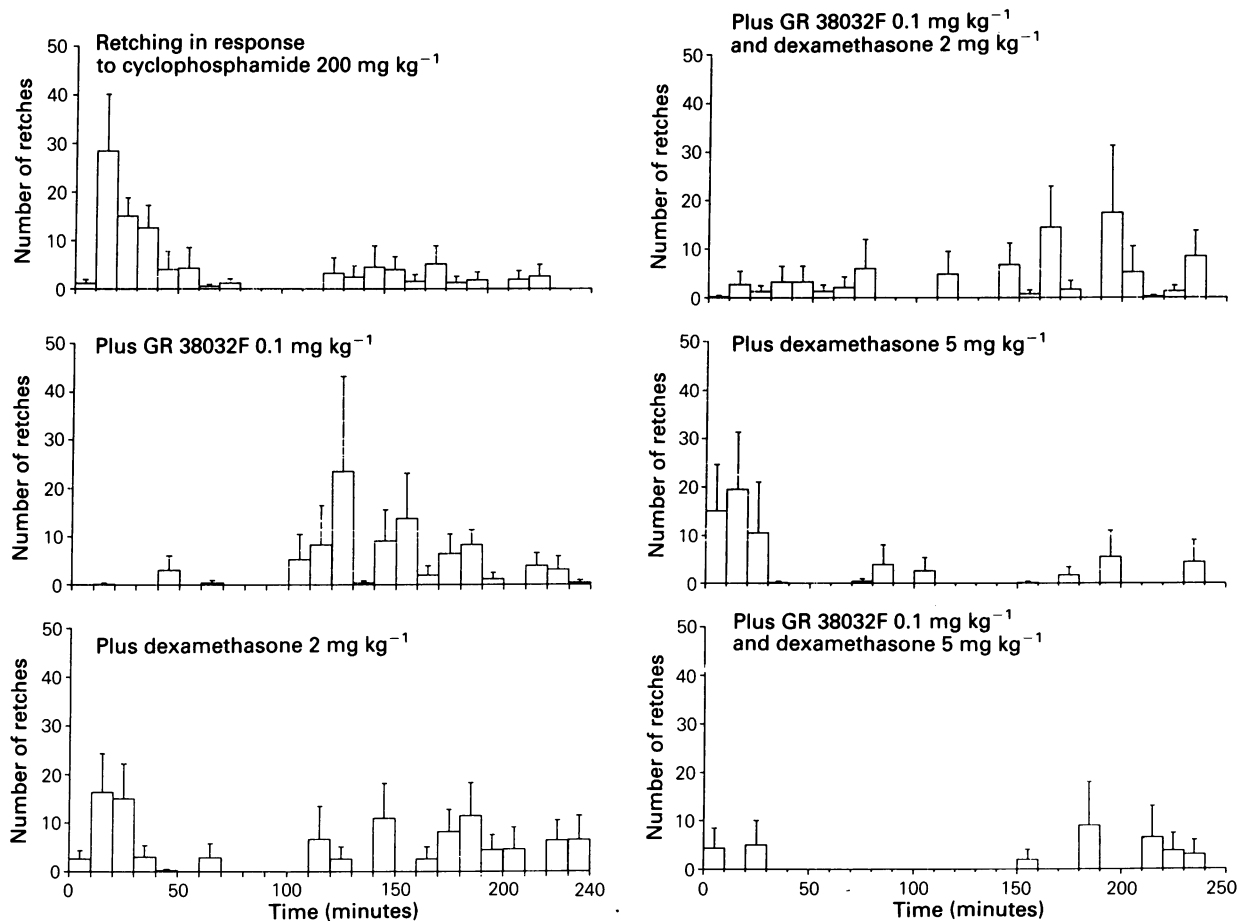 Retching in response
to cyclophosphamide 200 mg kg⁻¹
Number of retches
50
40
30
20
10
0
Plus GR 38032F 0.1 mg kg⁻¹
Number of retches
50
40
30
20
10
0
Plus dexamethasone 2 mg kg⁻¹
Number of retches
50
40
30
20
10
0
0 50 100 150 200 240
Time (minutes)
Plus GR 38032F 0.1 mg kg⁻¹
and dexamethasone 2 mg kg⁻¹
Number of retches
50
40
30
20
10
0
Plus dexamethasone 5 mg kg⁻¹
Number of retches
50
40
30
20
10
0
Plus GR 38032F 0.1 mg kg⁻¹
and dexamethasone 5 mg kg⁻¹
Number of retches
50
40
30
20
10
0
0 50 100 150 200 250
Time (minutes)